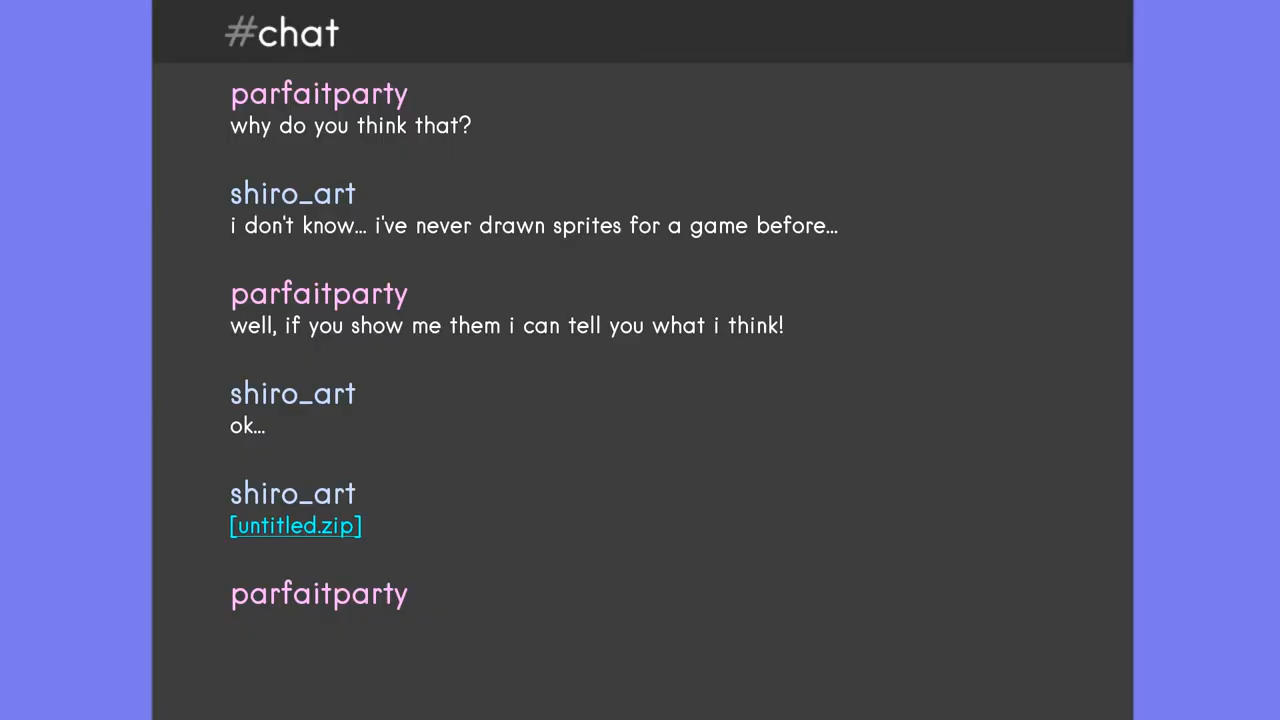 #chat
parfaitparty
why do you think that?
shiro_art
i don't know... i've never drawn sprites for a game before...
parfaitparty
well, if you show me them i can tell you what i think!
shiro_art
ok...
shiro_art
[untitled.zip]
parfaitparty